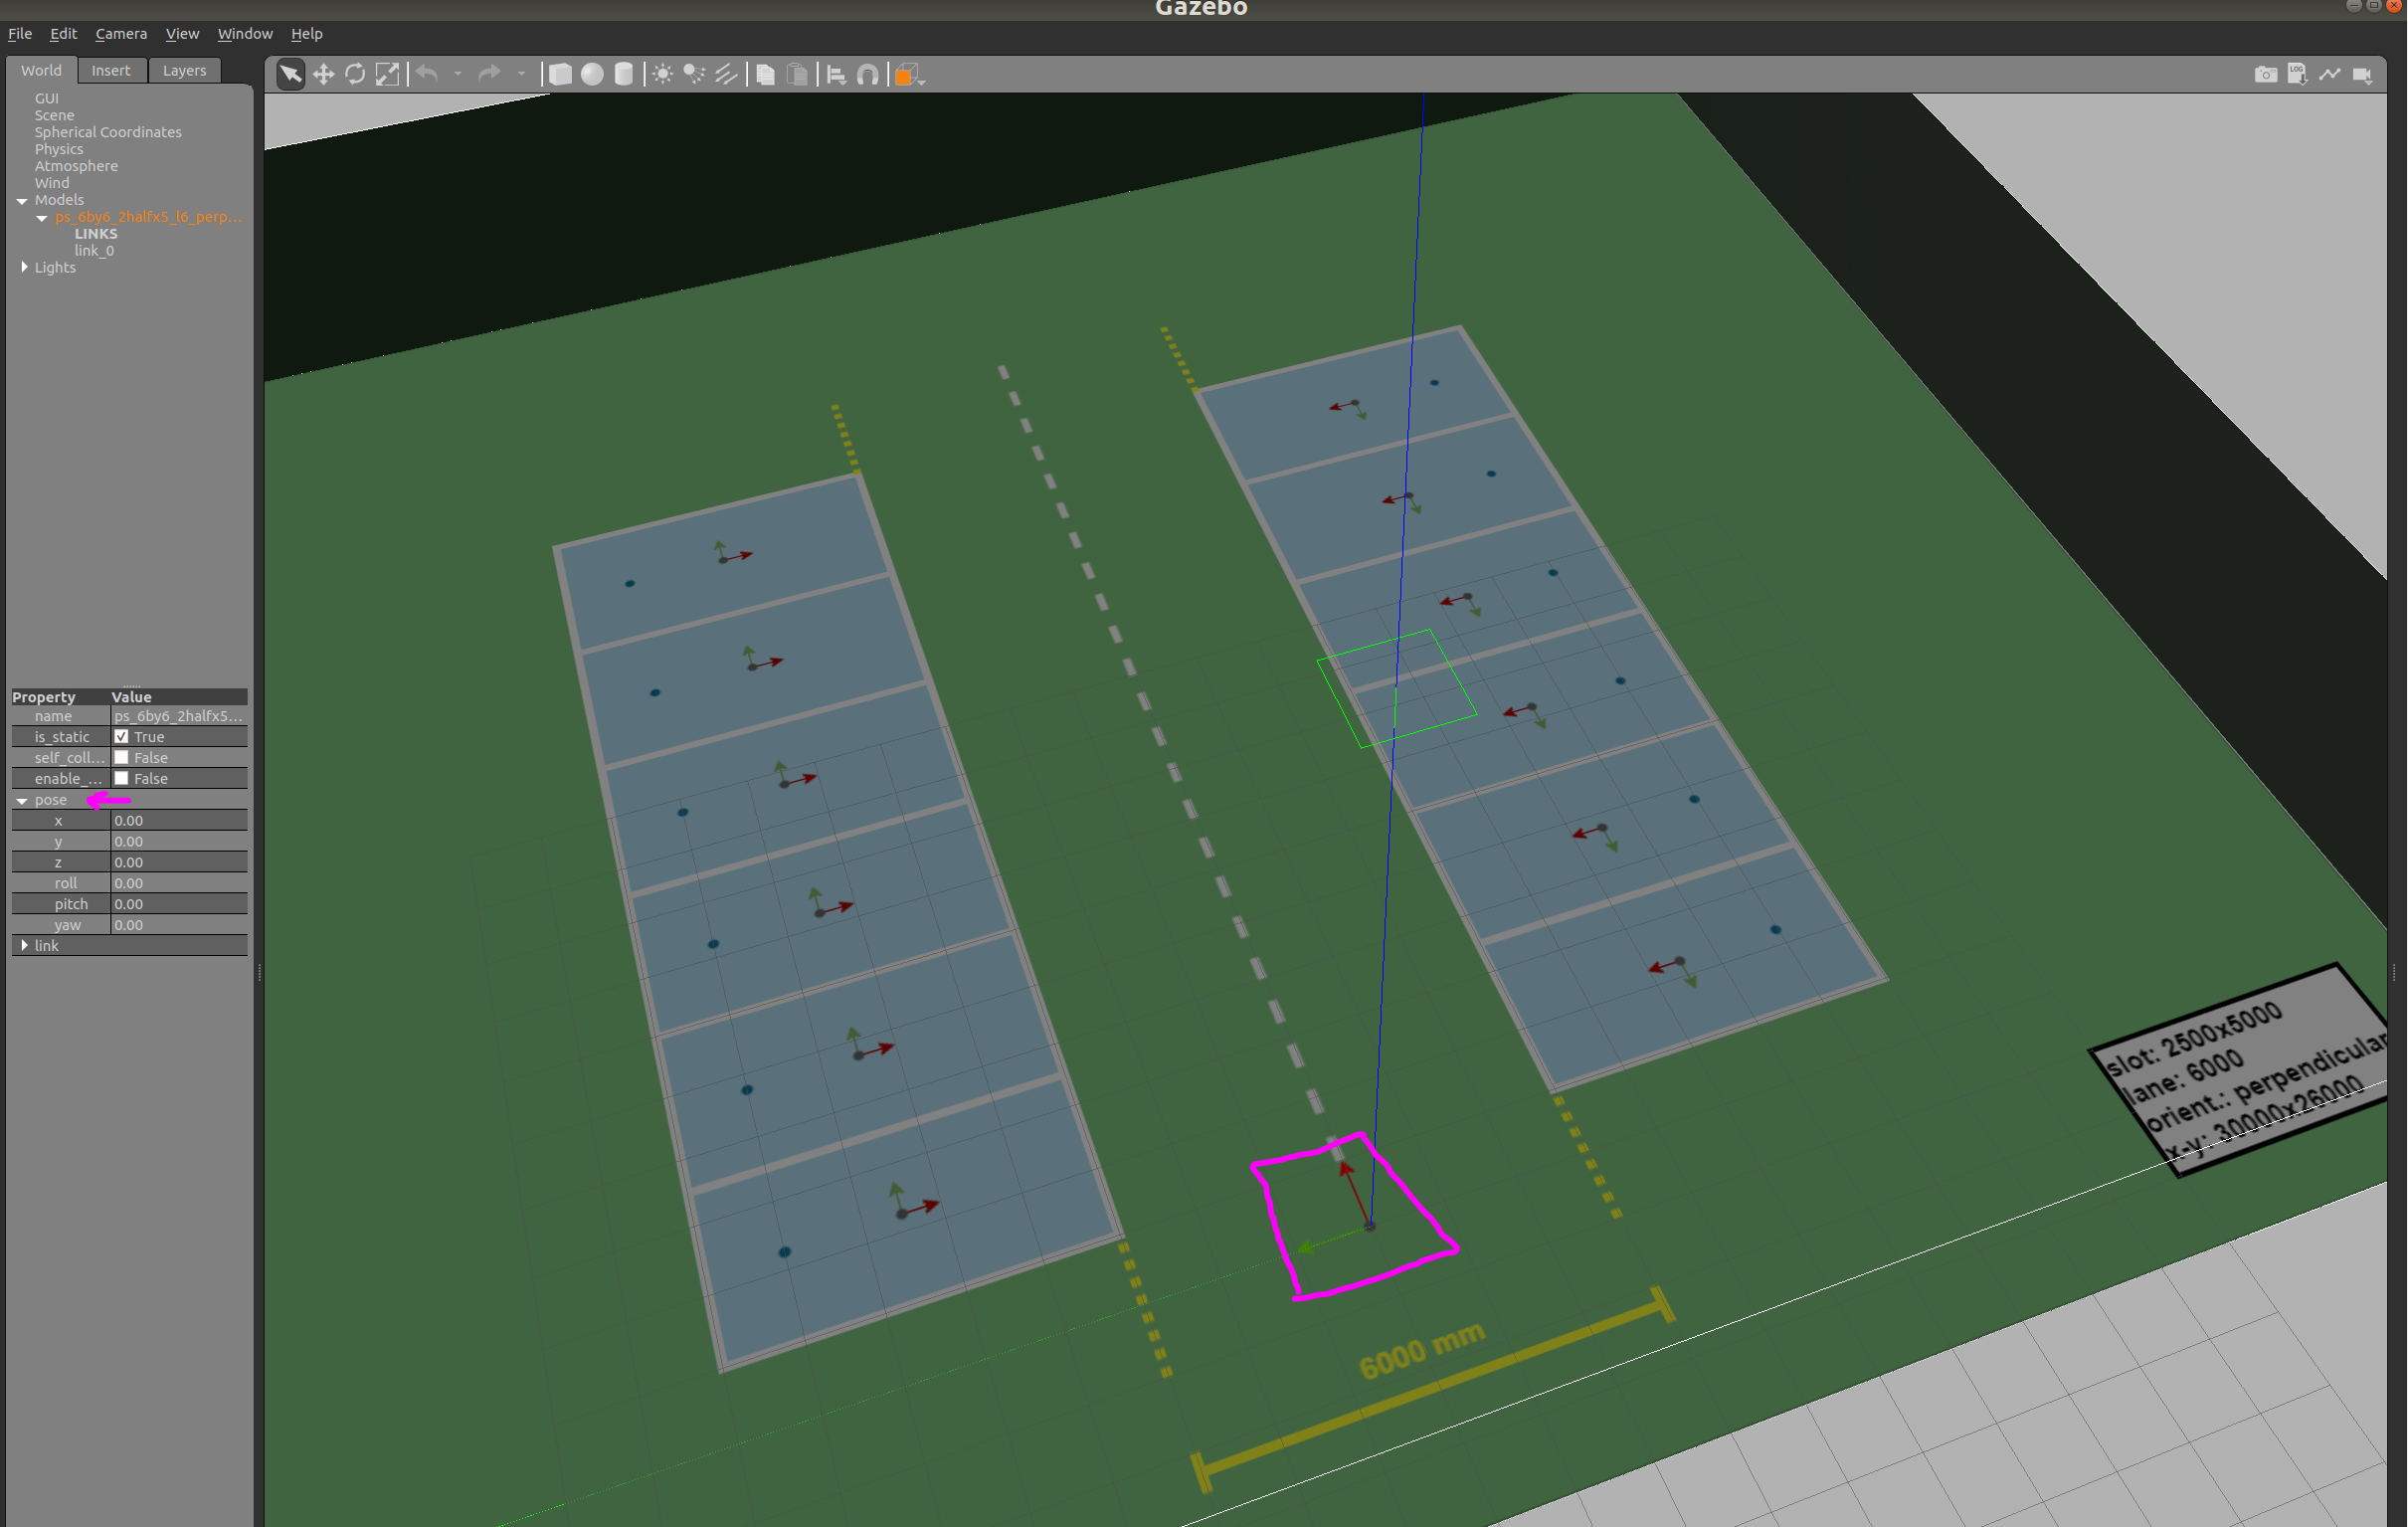 Gazebo
File Edit Camera View Window Help
World Insert Layers
LOG
GUI
Scene
Spherical Coordinates
Physics
Atmosphere
Wind
Models
ps_6by6_2halfx5_l6_perp...
LINKS
link_0
Lights
Property Value
name ps_6by6_2halfx5...
is_static True
self_coll... False
enable_... False
pose
x 0.00
y 0.00
z 0.00
roll 0.00
pitch 0.00
yaw 0.00
link
slot: 2500x5000
lane: 6000
orient.: perpendicular
x-y: 30000x26000
6000 mm